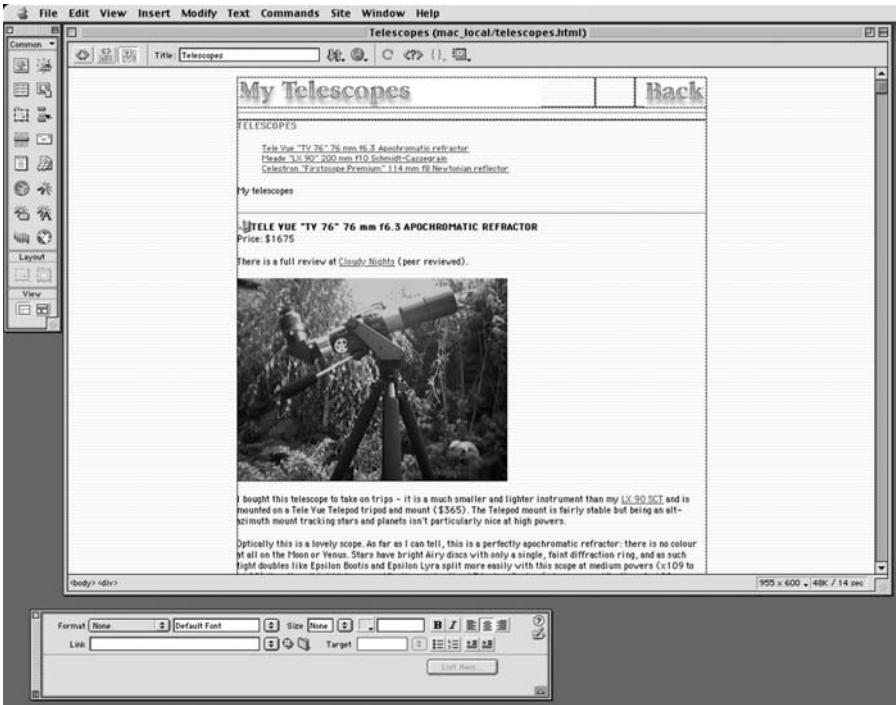 File Edit View Insert Modify Text Commands Site Window Help
Telescopes (mac_local/telescopes.html)
Common
Title: Telescopes
My Telescopes Back
TELESCOPES
Tele Vue "TV 76" 76 mm f6.3 Apochromatic refractor
Meade "LX 90" 200 mm f10 Schmidt-Cassegrain
Celestron "Firstscope Premium" 114 mm f8 Newtonian reflector
My telescopes
TELE VUE "TV 76" 76 mm f6.3 APOCHROMATIC REFRACTOR
Price: $1675
There is a full review at Cloudy Nights (peer reviewed).
Layout
View
I bought this telescope to take on trips - it is a much smaller and lighter instrument than my LX 90 SCT and is
mounted on a Tele Vue Telepod tripod and mount ($365). The Telepod mount is fairly stable but being an alt-
azimuth mount tracking stars and planets isn't particularly nice at high powers.
Optically this is a lovely scope. As far as I can tell, this is a perfectly apochromatic refractor: there is no colour
at all on the Moon or Venus. Stars have bright Airy discs with only a single, faint diffraction ring, and as such
tight doubles like Epsilon Bootis and Epsilon Lyra split more easily with this scope at medium powers (x109 to
<body> <div> 955 x 600 48K / 14 sec
Format None Default Font Size None B I
Link Target
List Item...